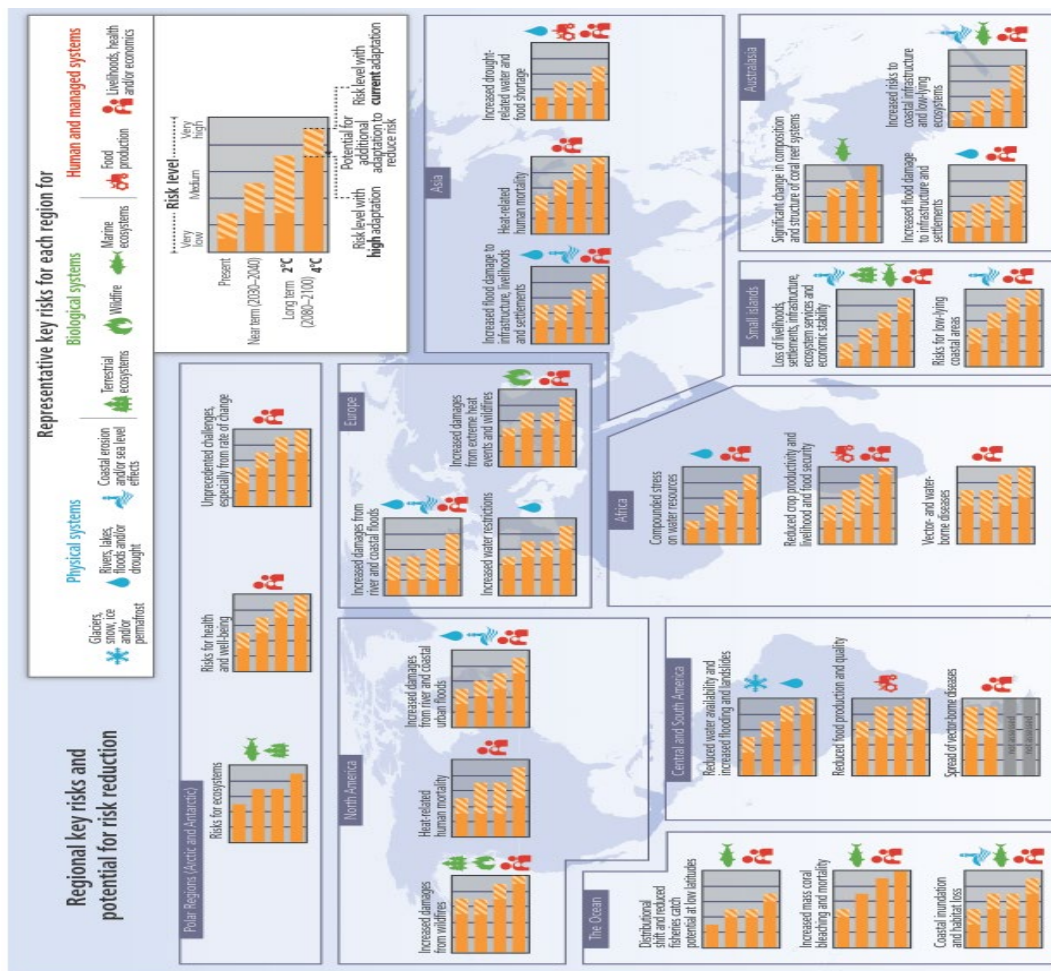 Regional key risks and
potential for risk reduction
Representative key risks for each region for
Physical systems
Biological systems
Human and managed systems
Glaciers,
snow, ice
and/or
permafrost
Rivers, lakes,
floods and/or
drought
Coastal erosion
and/or sea level
effects
Terrestrial
ecosystems
Wildfire
Marine
ecosystems
Food
production
Livelihoods, health
and/or economics
Risk level
Very
low
Medium
Very
high
Present
Near term (2030–2040)
Long term
(2080–2100)
2°C
4°C
Risk level with
high adaptation
Potential for
additional
adaptation to
reduce risk
Risk level with
current adaptation
Polar Regions (Arctic and Antarctic)
Risks for ecosystems
Risks for health
and well-being
Unprecedented challenges,
especially from rate of change
North America
Increased damages
from wildfires
Heat-related
human mortality
Increased damages
from river and coastal
urban floods
Europe
Increased damages from
river and coastal floods
Increased water restrictions
Increased damages
from extreme heat
events and wildfires
Asia
Increased flood damage to
infrastructure, livelihoods
and settlements
Heat-related
human mortality
Increased drought-
related water and
food shortage
The Ocean
Distributional
shift and reduced
fisheries catch
potential at low latitudes
Increased mass coral
bleaching and mortality
Coastal inundation
and habitat loss
Central and South America
Reduced water availability and
increased flooding and landslides
Reduced food production and quality
Spread of vector-borne diseases
not assessed
not assessed
Africa
Compounded stress
on water resources
Reduced crop productivity and
livelihood and food security
Vector- and water-
borne diseases
Small islands
Loss of livelihoods,
settlements, infrastructure,
ecosystem services and
economic stability
Risks for low-lying
coastal areas
Australasia
Significant change in composition
and structure of coral reef systems
Increased flood damage
to infrastructure and
settlements
Increased risks to
coastal infrastructure
and low-lying
ecosystems